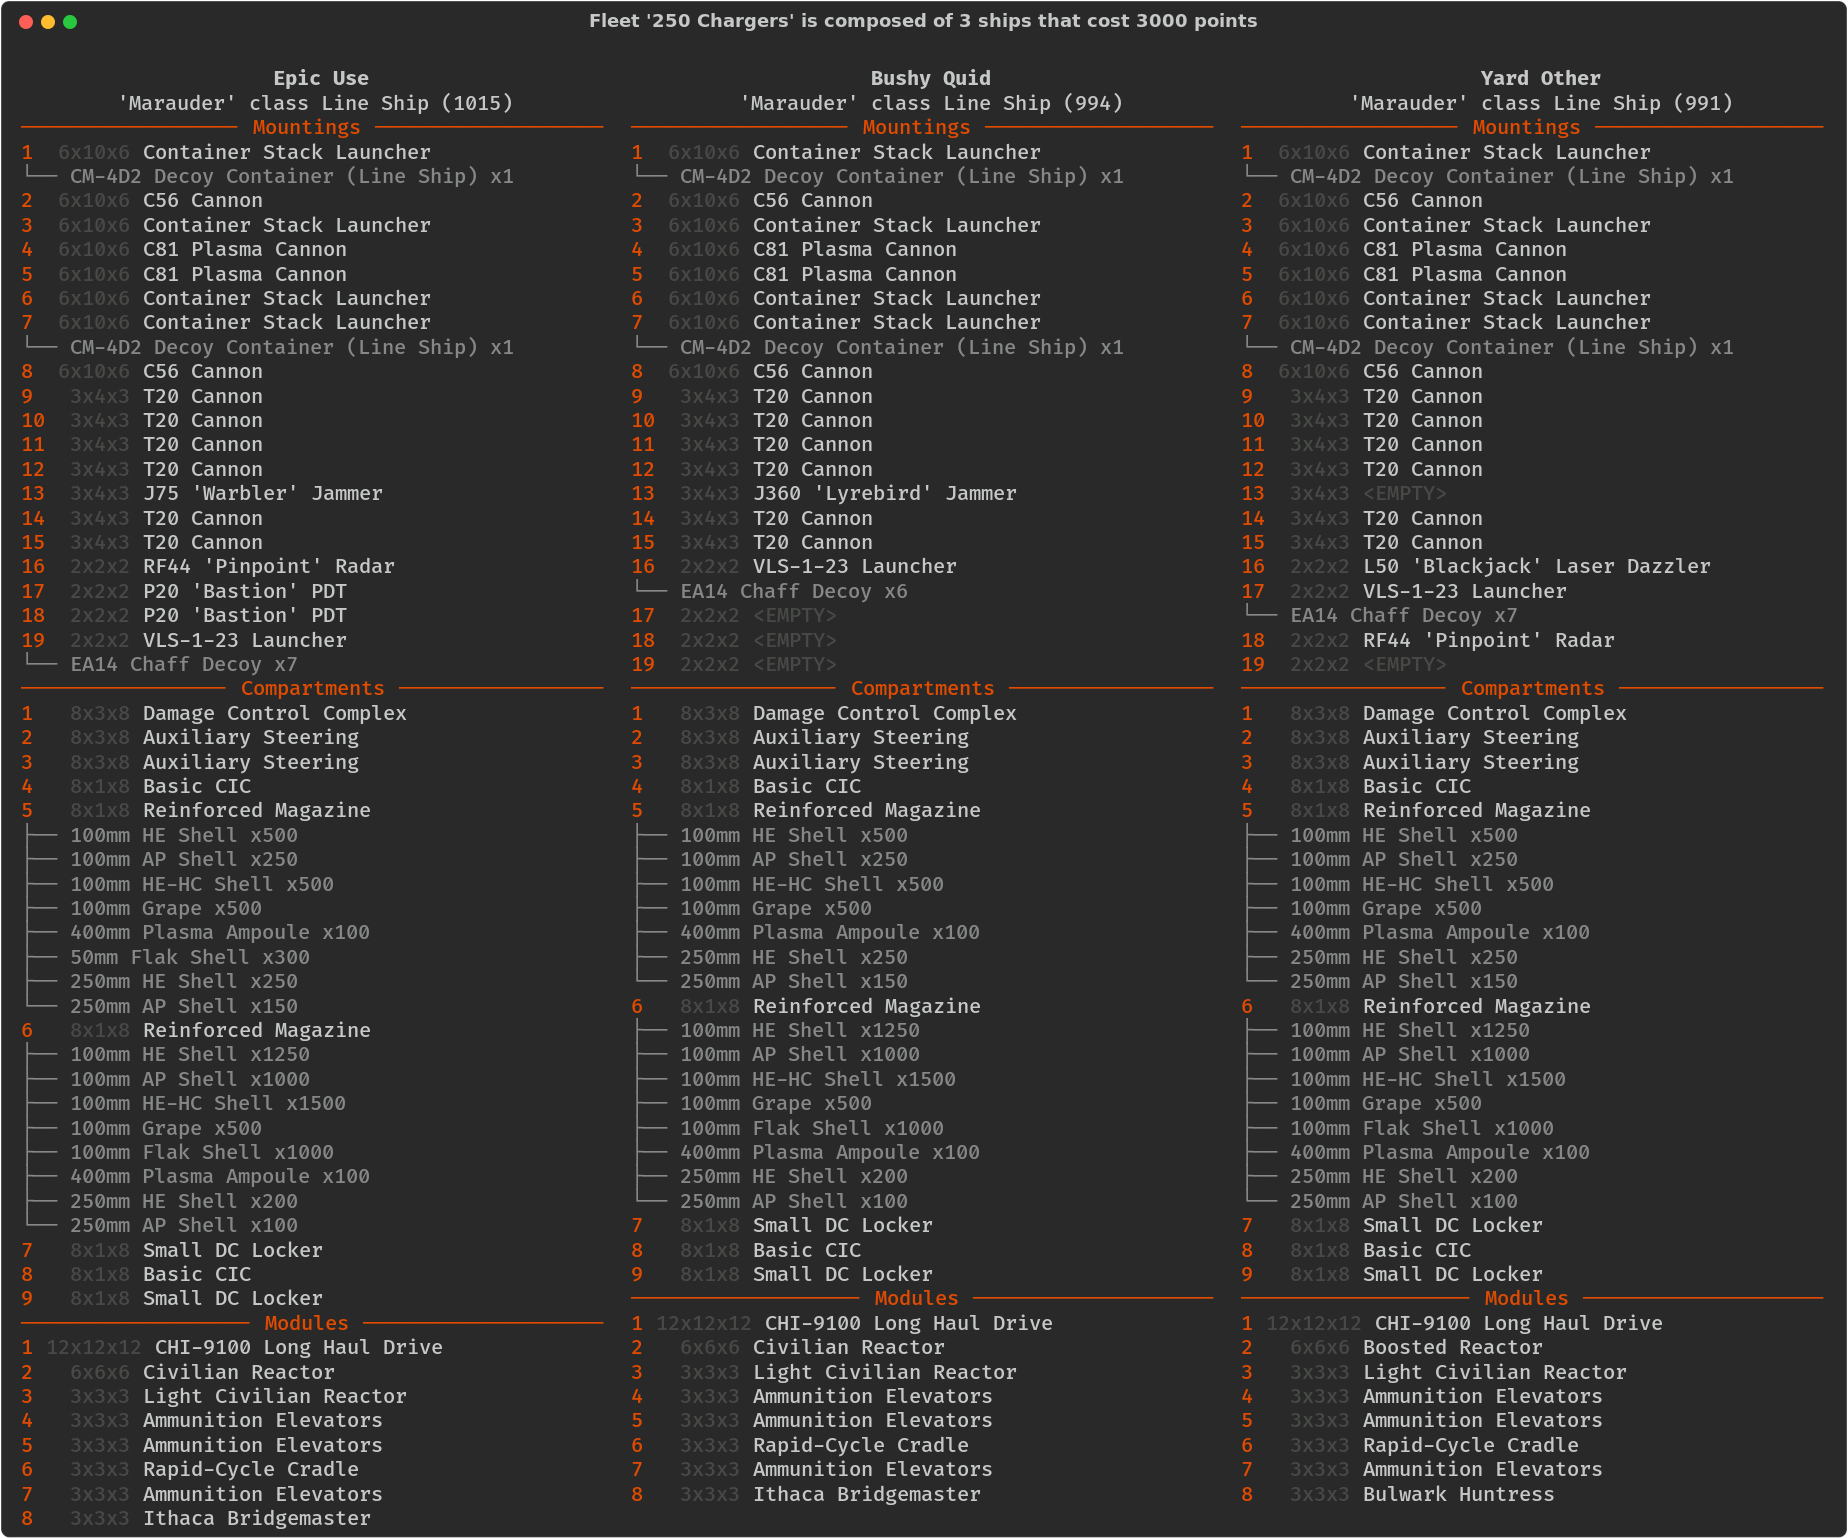 Fleet '250 Chargers' is composed of 3 ships that cost 3000 points
Epic Use
'Marauder' class Line Ship (1015)
Mountings
1 6x10x6 Container Stack Launcher
CM-4D2 Decoy Container (Line Ship) x1
2 6x10x6 C56 Cannon
3 6x10x6 Container Stack Launcher
4 6x10x6 C81 Plasma Cannon
5 6x10x6 C81 Plasma Cannon
6 6x10x6 Container Stack Launcher
7 6x10x6 Container Stack Launcher
CM-4D2 Decoy Container (Line Ship) x1
8 6x10x6 C56 Cannon
9 3x4x3 T20 Cannon
10 3x4x3 T20 Cannon
11 3x4x3 T20 Cannon
12 3x4x3 T20 Cannon
13 3x4x3 J75 'Warbler' Jammer
14 3x4x3 T20 Cannon
15 3x4x3 T20 Cannon
16 2x2x2 RF44 'Pinpoint' Radar
17 2x2x2 P20 'Bastion' PDT
18 2x2x2 P20 'Bastion' PDT
19 2x2x2 VLS-1-23 Launcher
EA14 Chaff Decoy x7
Compartments
1 8x3x8 Damage Control Complex
2 8x3x8 Auxiliary Steering
3 8x3x8 Auxiliary Steering
4 8x1x8 Basic CIC
5 8x1x8 Reinforced Magazine
100mm HE Shell x500
100mm AP Shell x250
100mm HE-HC Shell x500
100mm Grape x500
400mm Plasma Ampoule x100
50mm Flak Shell x300
250mm HE Shell x250
250mm AP Shell x150
6 8x1x8 Reinforced Magazine
100mm HE Shell x1250
100mm AP Shell x1000
100mm HE-HC Shell x1500
100mm Grape x500
100mm Flak Shell x1000
400mm Plasma Ampoule x100
250mm HE Shell x200
250mm AP Shell x100
7 8x1x8 Small DC Locker
8 8x1x8 Basic CIC
9 8x1x8 Small DC Locker
Modules
1 12x12x12 CHI-9100 Long Haul Drive
2 6x6x6 Civilian Reactor
3 3x3x3 Light Civilian Reactor
4 3x3x3 Ammunition Elevators
5 3x3x3 Ammunition Elevators
6 3x3x3 Rapid-Cycle Cradle
7 3x3x3 Ammunition Elevators
8 3x3x3 Ithaca Bridgemaster
Bushy Quid
'Marauder' class Line Ship (994)
Mountings
1 6x10x6 Container Stack Launcher
CM-4D2 Decoy Container (Line Ship) x1
2 6x10x6 C56 Cannon
3 6x10x6 Container Stack Launcher
4 6x10x6 C81 Plasma Cannon
5 6x10x6 C81 Plasma Cannon
6 6x10x6 Container Stack Launcher
7 6x10x6 Container Stack Launcher
CM-4D2 Decoy Container (Line Ship) x1
8 6x10x6 C56 Cannon
9 3x4x3 T20 Cannon
10 3x4x3 T20 Cannon
11 3x4x3 T20 Cannon
12 3x4x3 T20 Cannon
13 3x4x3 J360 'Lyrebird' Jammer
14 3x4x3 T20 Cannon
15 3x4x3 T20 Cannon
16 2x2x2 VLS-1-23 Launcher
EA14 Chaff Decoy x6
17 2x2x2 <EMPTY>
18 2x2x2 <EMPTY>
19 2x2x2 <EMPTY>
Compartments
1 8x3x8 Damage Control Complex
2 8x3x8 Auxiliary Steering
3 8x3x8 Auxiliary Steering
4 8x1x8 Basic CIC
5 8x1x8 Reinforced Magazine
100mm HE Shell x500
100mm AP Shell x250
100mm HE-HC Shell x500
100mm Grape x500
400mm Plasma Ampoule x100
250mm HE Shell x250
250mm AP Shell x150
6 8x1x8 Reinforced Magazine
100mm HE Shell x1250
100mm AP Shell x1000
100mm HE-HC Shell x1500
100mm Grape x500
100mm Flak Shell x1000
400mm Plasma Ampoule x100
250mm HE Shell x200
250mm AP Shell x100
7 8x1x8 Small DC Locker
8 8x1x8 Basic CIC
9 8x1x8 Small DC Locker
Modules
1 12x12x12 CHI-9100 Long Haul Drive
2 6x6x6 Civilian Reactor
3 3x3x3 Light Civilian Reactor
4 3x3x3 Ammunition Elevators
5 3x3x3 Ammunition Elevators
6 3x3x3 Rapid-Cycle Cradle
7 3x3x3 Ammunition Elevators
8 3x3x3 Ithaca Bridgemaster
Yard Other
'Marauder' class Line Ship (991)
Mountings
1 6x10x6 Container Stack Launcher
CM-4D2 Decoy Container (Line Ship) x1
2 6x10x6 C56 Cannon
3 6x10x6 Container Stack Launcher
4 6x10x6 C81 Plasma Cannon
5 6x10x6 C81 Plasma Cannon
6 6x10x6 Container Stack Launcher
7 6x10x6 Container Stack Launcher
CM-4D2 Decoy Container (Line Ship) x1
8 6x10x6 C56 Cannon
9 3x4x3 T20 Cannon
10 3x4x3 T20 Cannon
11 3x4x3 T20 Cannon
12 3x4x3 T20 Cannon
13 3x4x3 <EMPTY>
14 3x4x3 T20 Cannon
15 3x4x3 T20 Cannon
16 2x2x2 L50 'Blackjack' Laser Dazzler
17 2x2x2 VLS-1-23 Launcher
EA14 Chaff Decoy x7
18 2x2x2 RF44 'Pinpoint' Radar
19 2x2x2 <EMPTY>
Compartments
1 8x3x8 Damage Control Complex
2 8x3x8 Auxiliary Steering
3 8x3x8 Auxiliary Steering
4 8x1x8 Basic CIC
5 8x1x8 Reinforced Magazine
100mm HE Shell x500
100mm AP Shell x250
100mm HE-HC Shell x500
100mm Grape x500
400mm Plasma Ampoule x100
250mm HE Shell x250
250mm AP Shell x150
6 8x1x8 Reinforced Magazine
100mm HE Shell x1250
100mm AP Shell x1000
100mm HE-HC Shell x1500
100mm Grape x500
100mm Flak Shell x1000
400mm Plasma Ampoule x100
250mm HE Shell x200
250mm AP Shell x100
7 8x1x8 Small DC Locker
8 8x1x8 Basic CIC
9 8x1x8 Small DC Locker
Modules
1 12x12x12 CHI-9100 Long Haul Drive
2 6x6x6 Boosted Reactor
3 3x3x3 Light Civilian Reactor
4 3x3x3 Ammunition Elevators
5 3x3x3 Ammunition Elevators
6 3x3x3 Rapid-Cycle Cradle
7 3x3x3 Ammunition Elevators
8 3x3x3 Bulwark Huntress